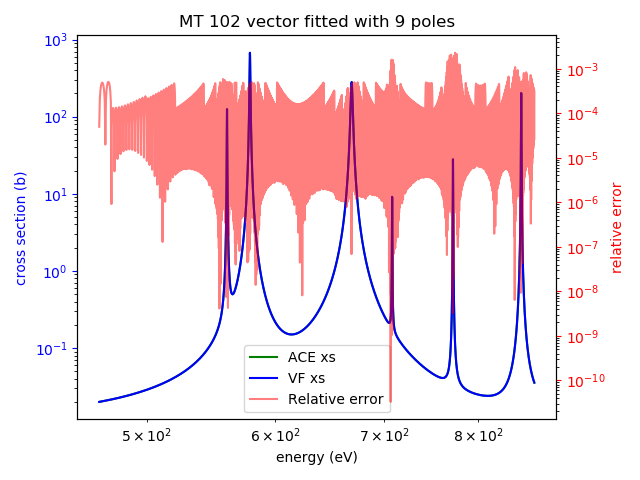 MT 102 vector fitted with 9 poles
cross section (b)
10³
10²
10¹
10⁰
10⁻¹
relative error
10⁻³
10⁻⁴
10⁻⁵
10⁻⁶
10⁻⁷
10⁻⁸
10⁻⁹
10⁻¹⁰
ACE xs
VF xs
Relative error
5 × 10² 6 × 10² 7 × 10² 8 × 10²
energy (eV)